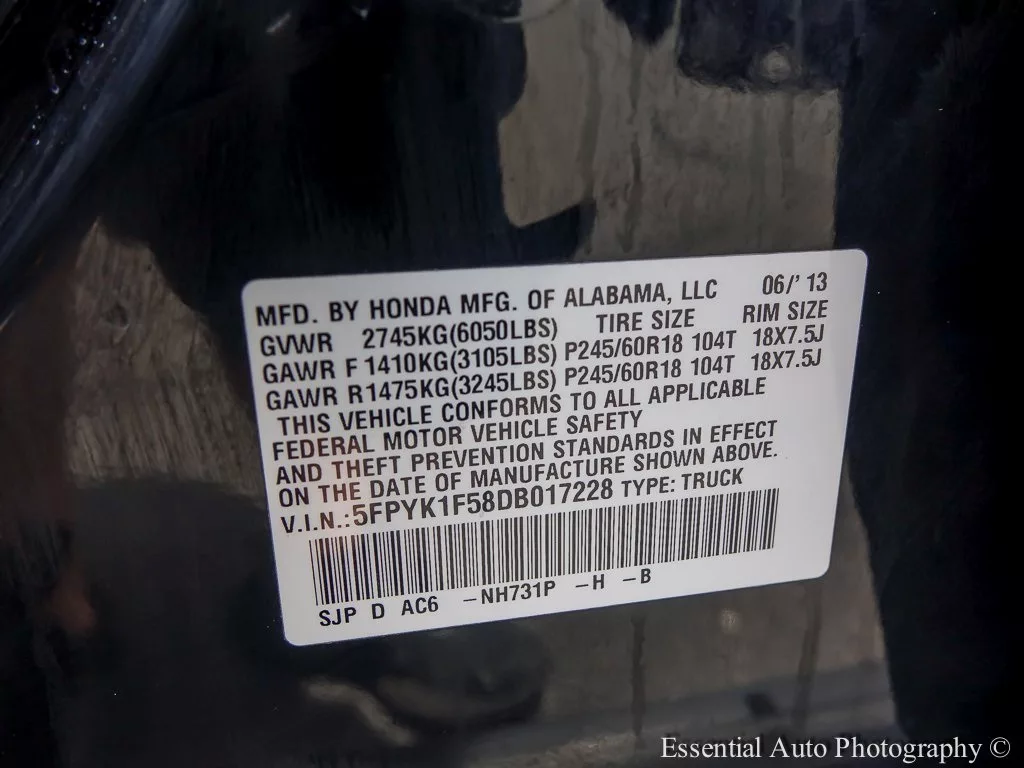 MFD. BY HONDA MFG. OF ALABAMA, LLC 06/' 13
GVWR 2745KG(6050LBS) TIRE SIZE RIM SIZE
GAWR F 1410KG(3105LBS) P245/60R18 104T 18X7.5J
GAWR R1475KG(3245LBS) P245/60R18 104T 18X7.5J
THIS VEHICLE CONFORMS TO ALL APPLICABLE
FEDERAL MOTOR VEHICLE SAFETY
AND THEFT PREVENTION STANDARDS IN EFFECT
ON THE DATE OF MANUFACTURE SHOWN ABOVE.
V.I.N.:5FPYK1F58DB017228 TYPE: TRUCK
SJP D AC6 -NH731P -H -B
Essential Auto Photography ©